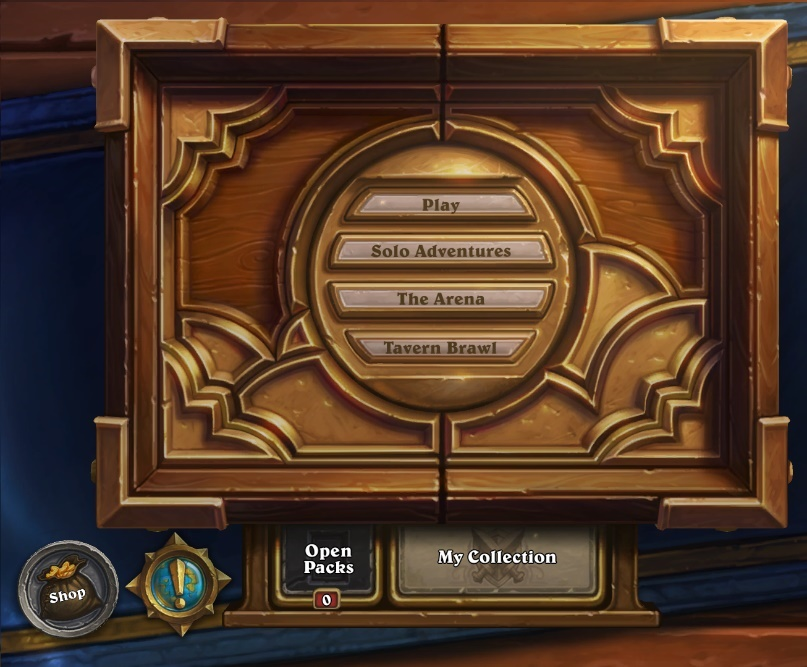 Play
Solo Adventures
The Arena
Tavern Brawl
Open
Packs
My Collection
0
Shop